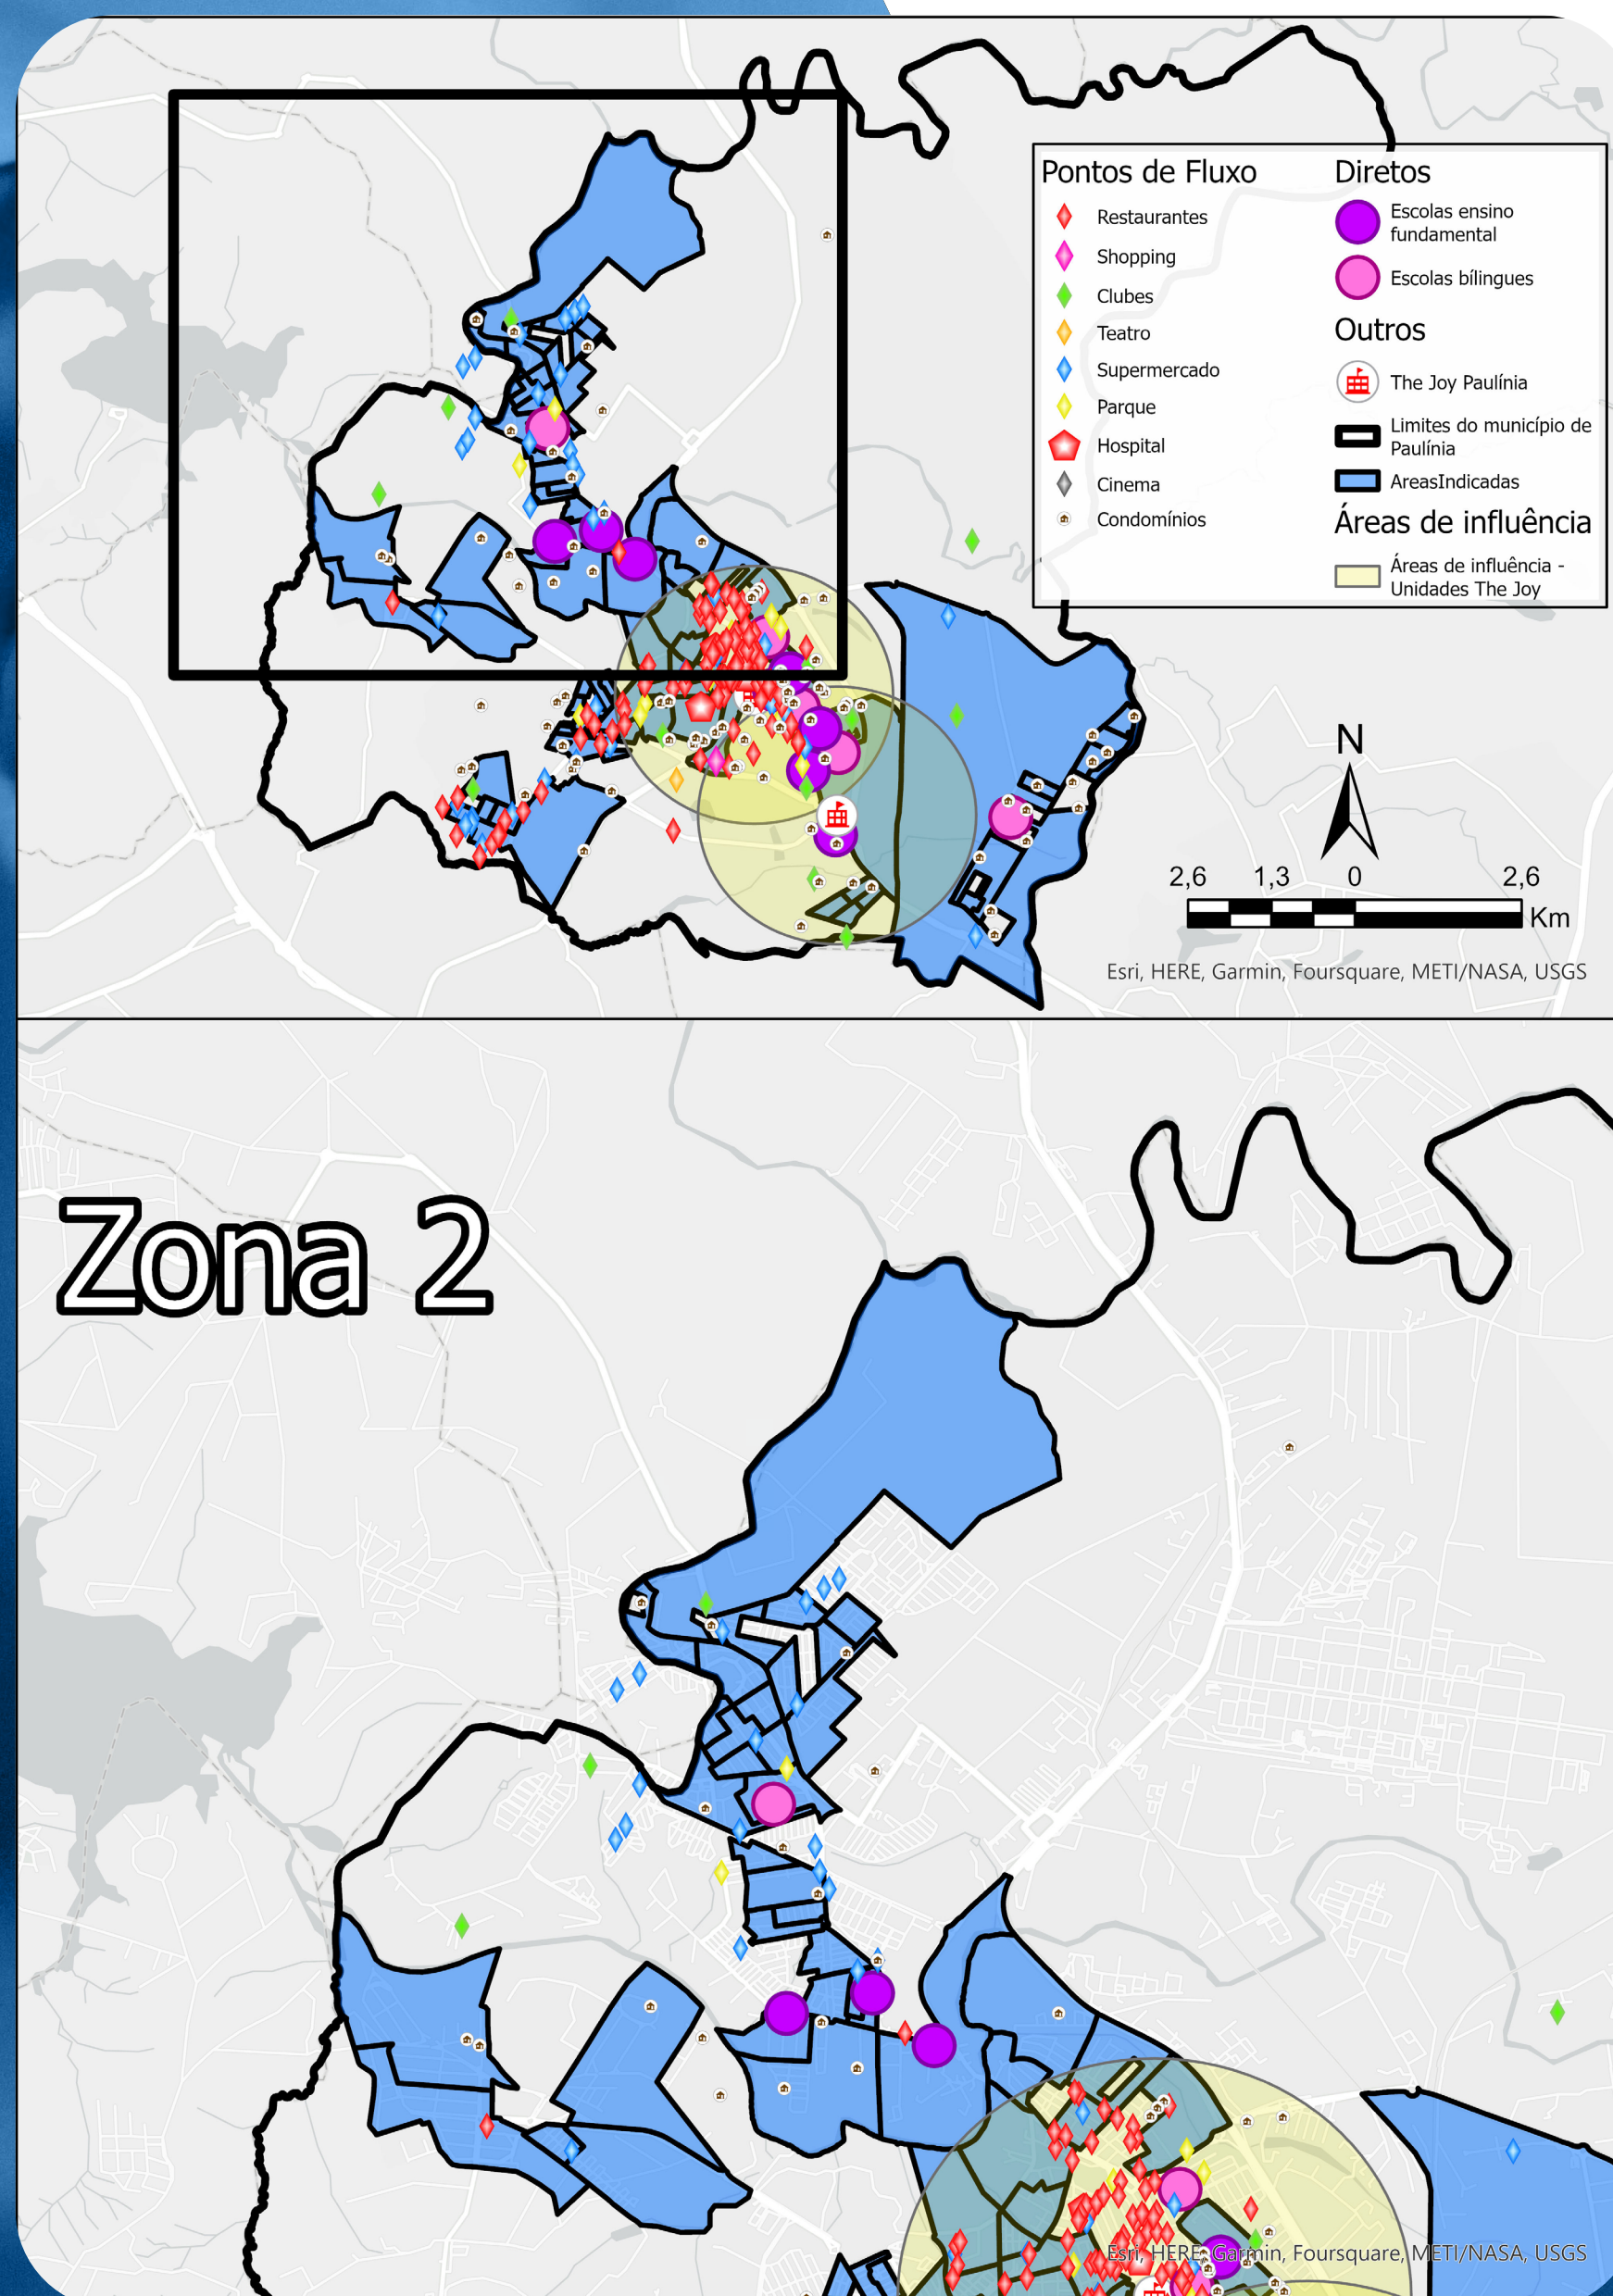 Pontos de Fluxo
Restaurantes
Shopping
Clubes
Teatro
Supermercado
Parque
Hospital
Cinema
Condomínios
Diretos
Escolas ensino
fundamental
Escolas bílingues
Outros
The Joy Paulínia
Limites do município de
Paulínia
AreasIndicadas
Áreas de influência
Áreas de influência -
Unidades The Joy
N
2,6 1,3 0 2,6
Km
Esri, HERE, Garmin, Foursquare, METI/NASA, USGS
Zona 2
Esri, HERE, Garmin, Foursquare, METI/NASA, USGS